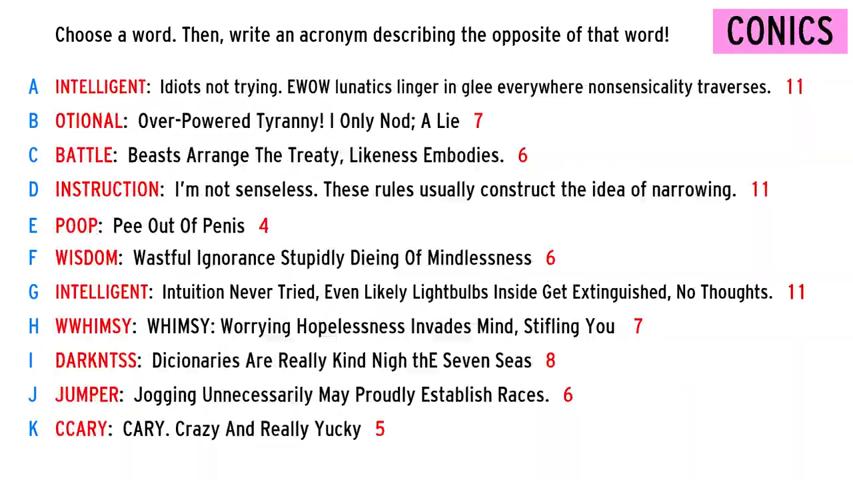 Choose a word. Then, write an acronym describing the opposite of that word!
CONICS
A INTELLIGENT: Idiots not trying. EWOW lunatics linger in glee everywhere nonsensicality traverses. 11
B OTIONAL: Over-Powered Tyranny! I Only Nod; A Lie 7
C BATTLE: Beasts Arrange The Treaty, Likeness Embodies. 6
D INSTRUCTION: I'm not senseless. These rules usually construct the idea of narrowing. 11
E POOP: Pee Out Of Penis 4
F WISDOM: Wastful Ignorance Stupidly Dieing Of Mindlessness 6
G INTELLIGENT: Intuition Never Tried, Even Likely Lightbulbs Inside Get Extinguished, No Thoughts. 11
H WWHIMSY: WHIMSY: Worrying Hopelessness Invades Mind, Stifling You 7
I DARKNTSS: Dicionaries Are Really Kind Nigh thE Seven Seas 8
J JUMPER: Jogging Unnecessarily May Proudly Establish Races. 6
K CCARY: CARY. Crazy And Really Yucky 5